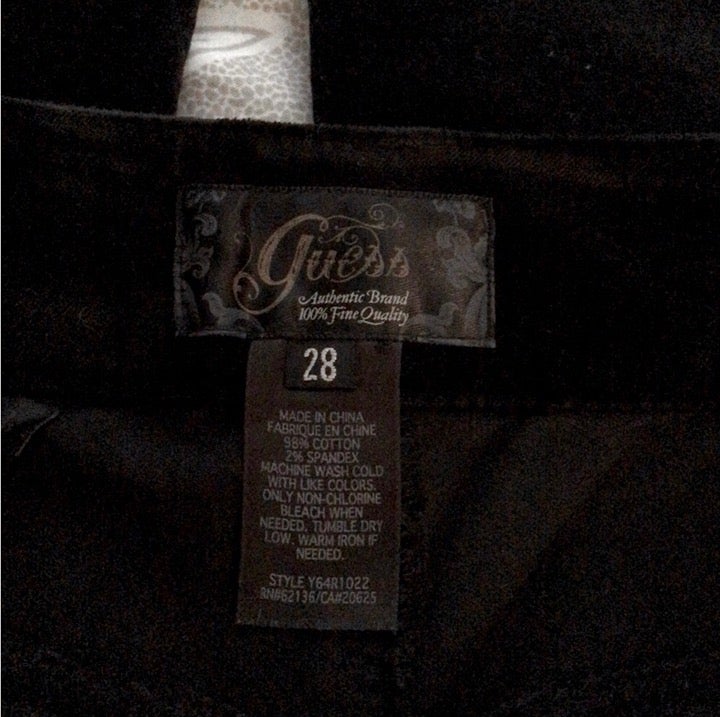 Guess
Authentic Brand
100% Fine Quality
28
MADE IN CHINA
FABRIQUE EN CHINE
98% COTTON
2% SPANDEX
MACHINE WASH COLD
WITH LIKE COLORS.
ONLY NON-CHLORINE
BLEACH WHEN
NEEDED. TUMBLE DRY
LOW. WARM IRON IF
NEEDED.
STYLE Y64R1022
RN#62136/CA#20625